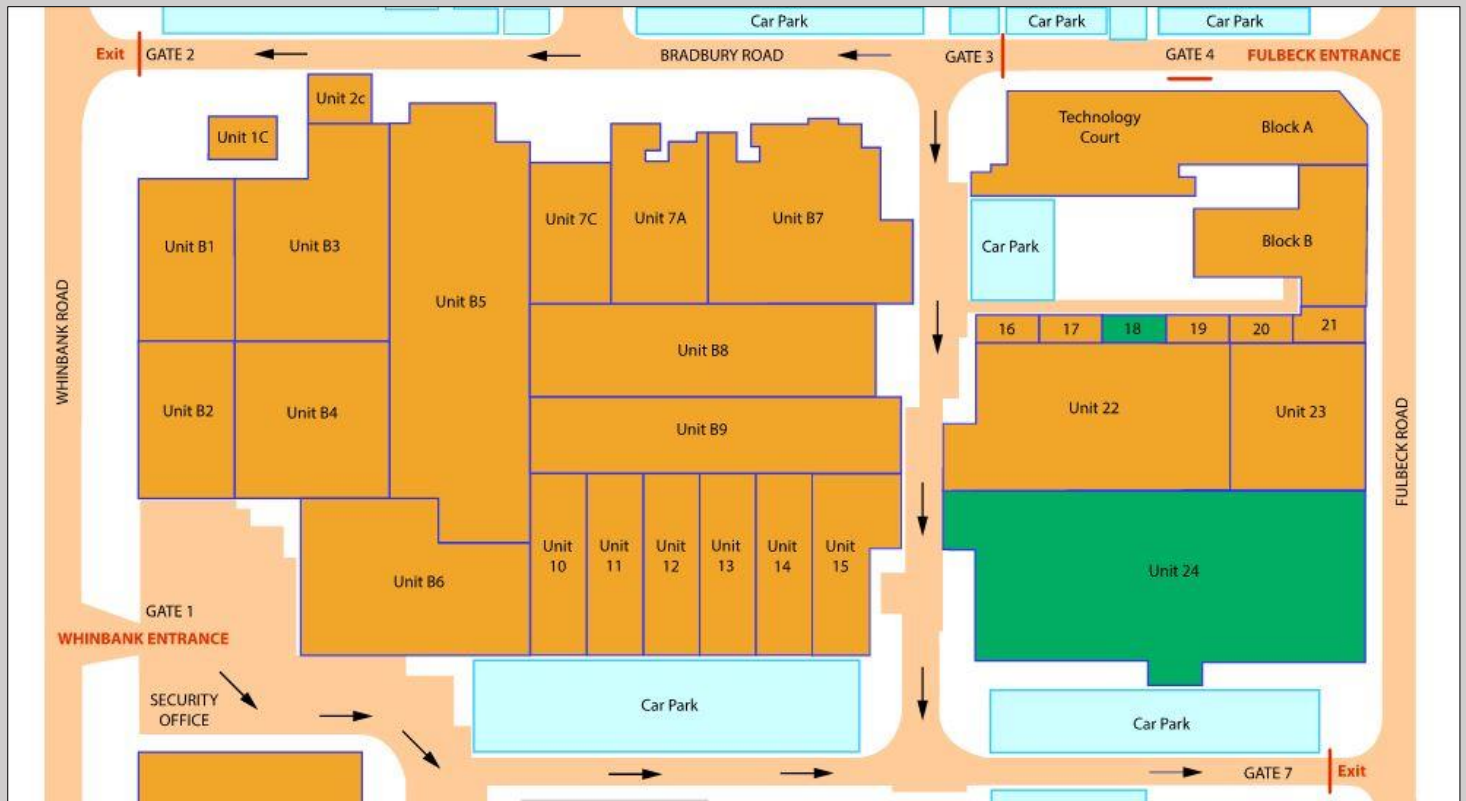 Car Park
Car Park
Car Park
Exit
GATE 2
BRADBURY ROAD
GATE 3
GATE 4
FULBECK ENTRANCE
Unit 2c
Unit 1C
Technology
Court
Block A
Unit B1
Unit B3
Unit B5
Unit 7C
Unit 7A
Unit B7
Car Park
Block B
WHINBANK ROAD
Unit B8
16
17
18
19
20
21
Unit B2
Unit B4
Unit B9
Unit 22
Unit 23
FULBECK ROAD
Unit
10
Unit
11
Unit
12
Unit
13
Unit
14
Unit
15
Unit B6
Unit 24
GATE 1
WHINBANK ENTRANCE
SECURITY
OFFICE
Car Park
Car Park
GATE 7
Exit